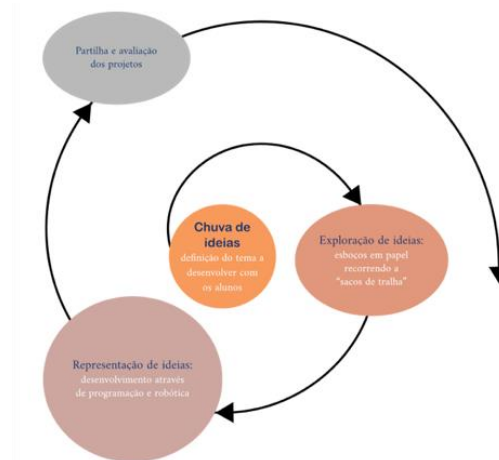 Partilha e avaliação
dos projetos
Chuva de
ideias
definição do tema a
desenvolver com
os alunos
Exploração de ideias:
esboços em papel
recorrendo a
“sacos de tralha”
Representação de ideias:
desenvolvimento através
de programação e robótica